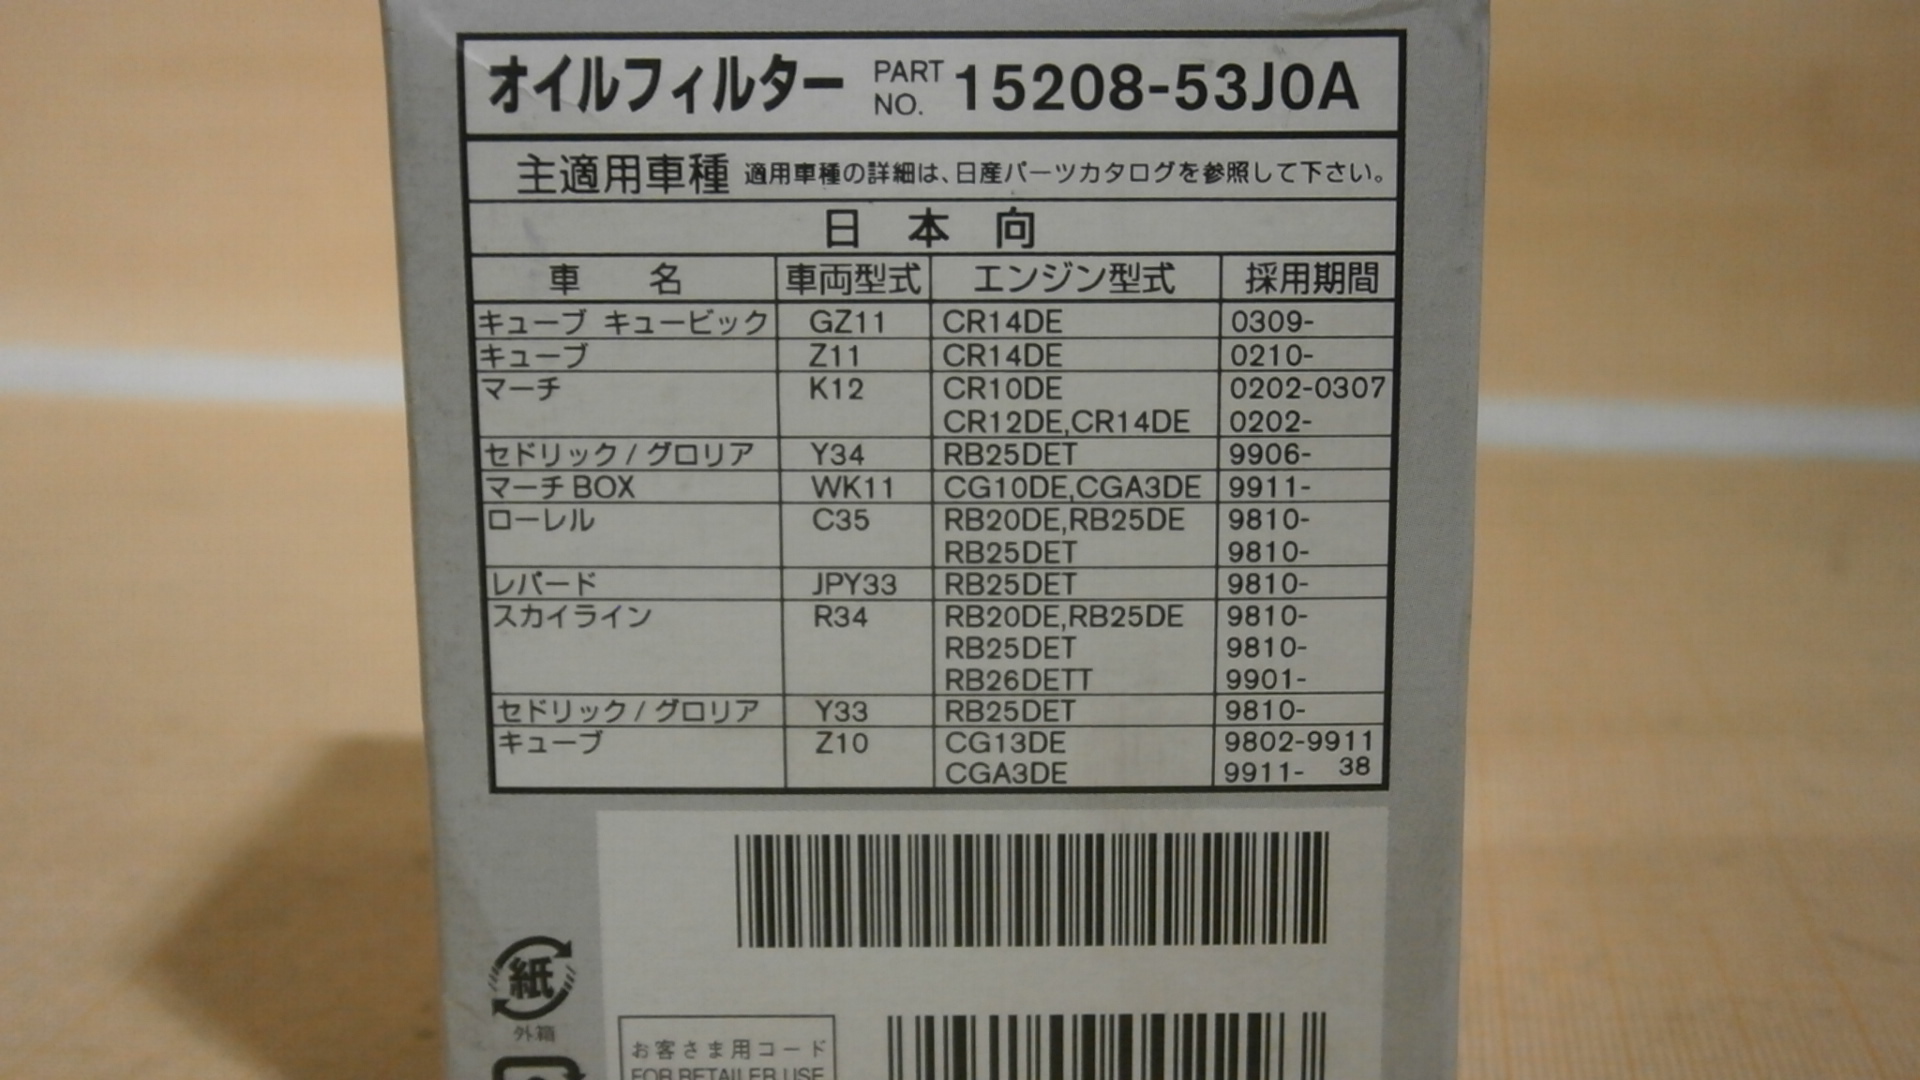 オイルフィルター PART NO. 15208-53J0A
主適用車種 適用車種の詳細は、日産パーツカタログを参照して下さい。
日本向
車名 車両型式 エンジン型式 採用期間
キューブ キュービック GZ11 CR14DE 0309-
キューブ Z11 CR14DE 0210-
マーチ K12 CR10DE 0202-0307
CR12DE,CR14DE 0202-
セドリック/グロリア Y34 RB25DET 9906-
マーチBOX WK11 CG10DE,CGA3DE 9911-
ローレル C35 RB20DE,RB25DE 9810-
RB25DET 9810-
レパード JPY33 RB25DET 9810-
スカイライン R34 RB20DE,RB25DE 9810-
RB25DET 9810-
RB26DETT 9901-
セドリック/グロリア Y33 RB25DET 9810-
キューブ Z10 CG13DE 9802-9911
CGA3DE 9911- 38
紙
外箱
お客さま用コード
FOR RETAILER USE